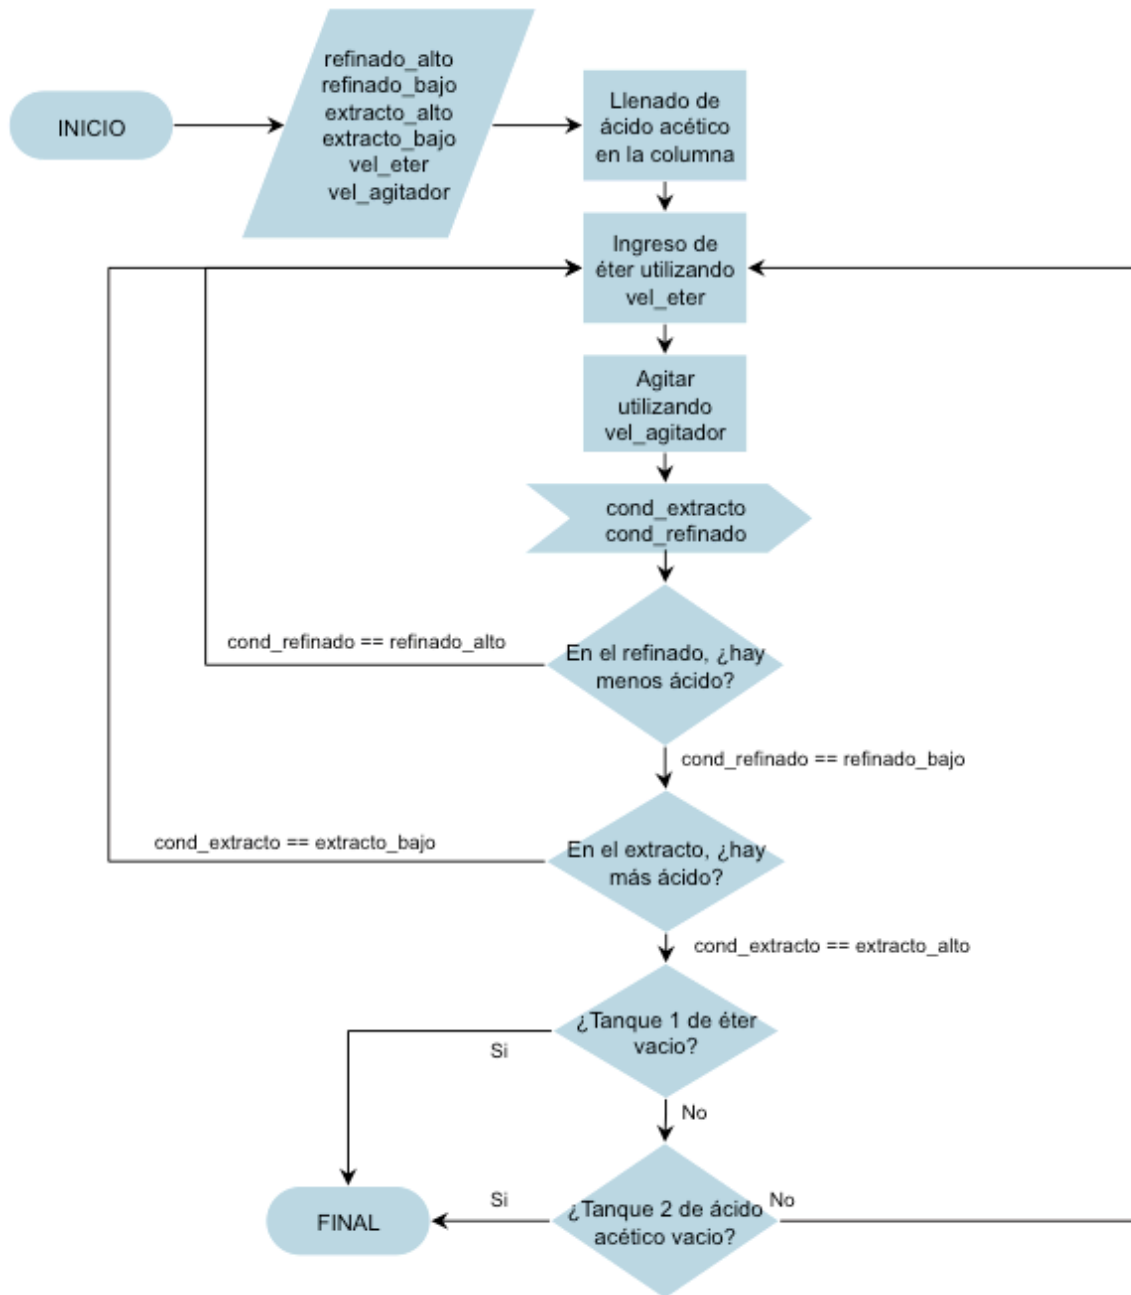 INICIO
refinado_alto
refinado_bajo
extracto_alto
extracto_bajo
vel_eter
vel_agitador
Llenado de
ácido acético
en la columna
Ingreso de
éter utilizando
vel_eter
Agitar
utilizando
vel_agitador
cond_extracto
cond_refinado
cond_refinado == refinado_alto
En el refinado, ¿hay
menos ácido?
cond_refinado == refinado_bajo
cond_extracto == extracto_bajo
En el extracto, ¿hay
más ácido?
cond_extracto == extracto_alto
¿Tanque 1 de éter
vacio?
Si
No
¿Tanque 2 de ácido
acético vacio?
Si
No
FINAL